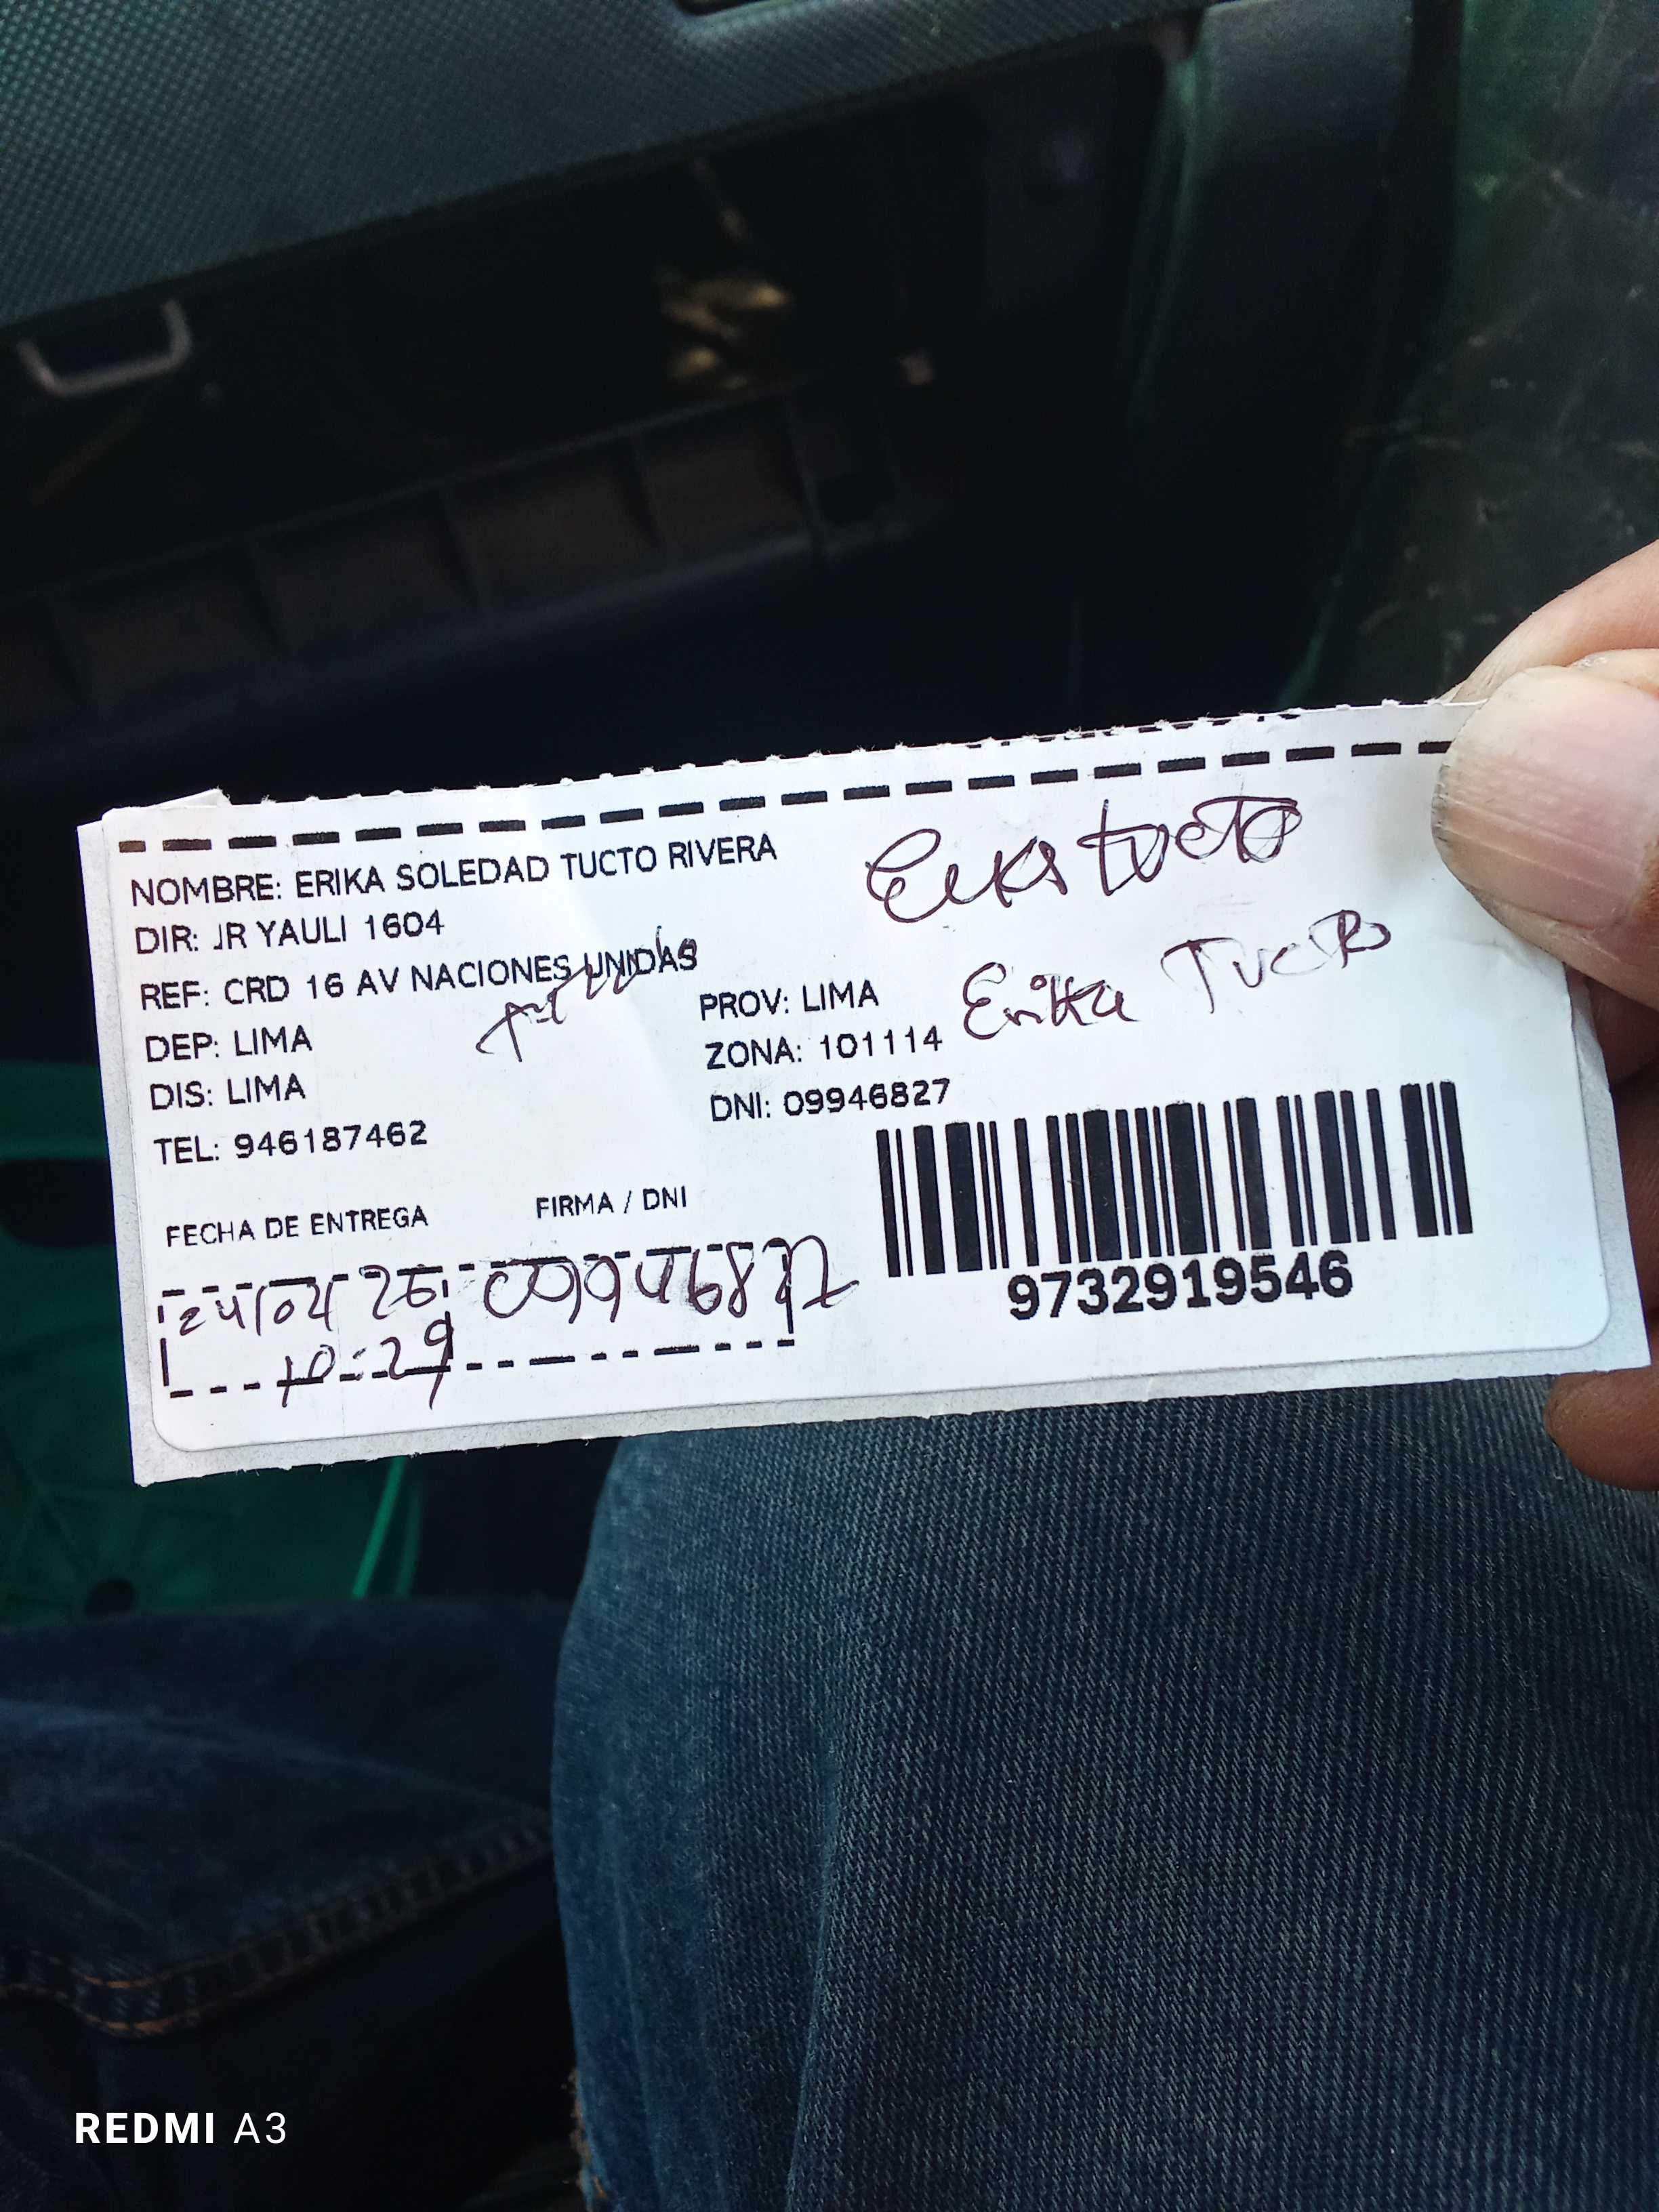 NOMBRE: ERIKA SOLEDAD TUCTO RIVERA
DIR: JR YAULI 1604
REF: CRD 16 AV NACIONES UNIDAS
DEP: LIMA
PROV: LIMA
DIS: LIMA
ZONA: 101114
TEL: 946187462
DNI: 09946827
Erika Tucto
Erika Tucto
FECHA DE ENTREGA
FIRMA / DNI
24/04/26 09946827
10:29
9732919546
REDMI A3